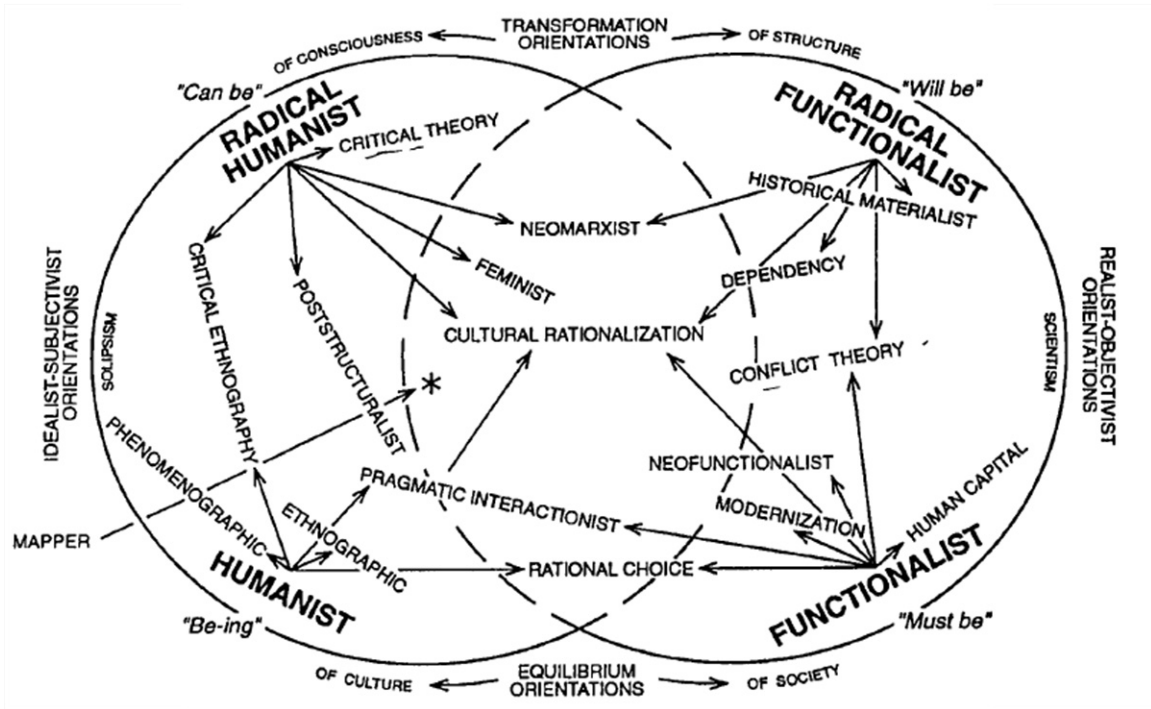 TRANSFORMATION
ORIENTATIONS
OF CONSCIOUSNESS
OF STRUCTURE
"Can be"
"Will be"
RADICAL
HUMANIST
RADICAL
FUNCTIONALIST
CRITICAL THEORY
HISTORICAL MATERIALIST
NEOMARXIST
FEMINIST
DEPENDENCY
CRITICAL ETHNOGRAPHY
POSTSTRUCTURALIST
IDEALIST-SUBJECTIVIST
ORIENTATIONS
SOLIPSISM
CULTURAL RATIONALIZATION
CONFLICT THEORY
SCIENTISM
REALIST-OBJECTIVIST
ORIENTATIONS
*
PHENOMENOGRAPHIC
PRAGMATIC INTERACTIONIST
NEOFUNCTIONALIST
MODERNIZATION
HUMAN CAPITAL
MAPPER
ETHNOGRAPHIC
RATIONAL CHOICE
HUMANIST
FUNCTIONALIST
"Be-ing"
"Must be"
OF CULTURE
EQUILIBRIUM
ORIENTATIONS
OF SOCIETY